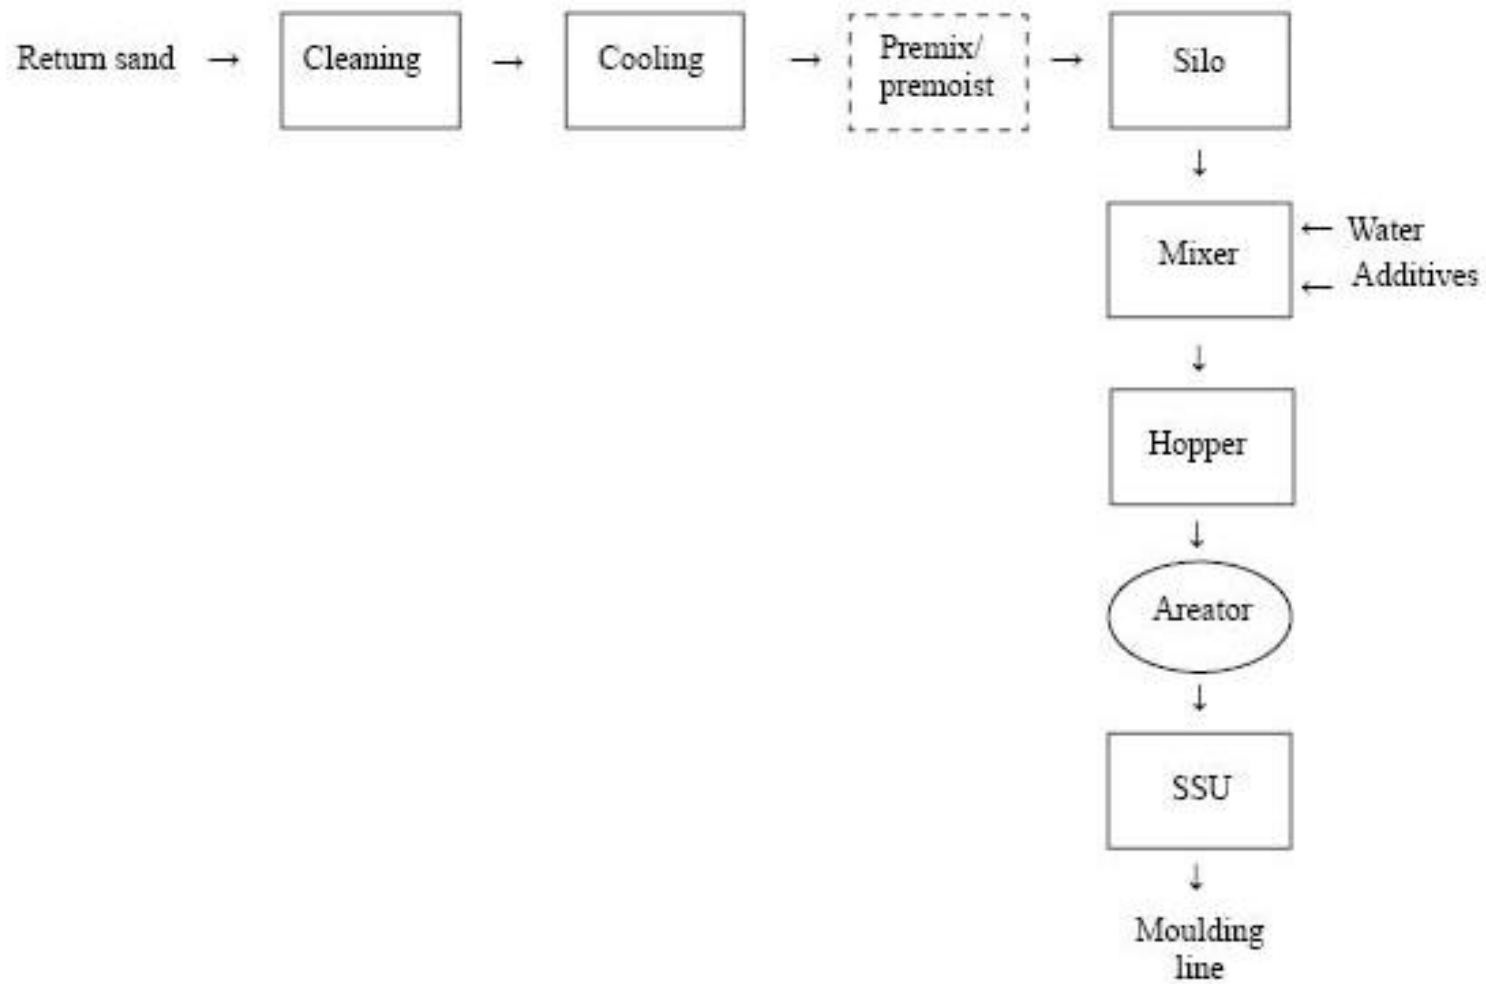 Return sand → Cleaning → Cooling → Premix/ → Silo
premoist
↓
Mixer ← Water
← Additives
↓
Hopper
↓
Areator
↓
SSU
↓
Moulding
line